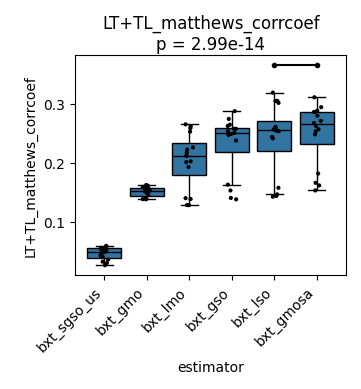 LT+TL_matthews_corrcoef
p = 2.99e-14
LT+TL_matthews_corrcoef
0.3
0.2
0.1
bxt_sgso_us
bxt_gmo
bxt_lmo
bxt_gso
bxt_lso
bxt_gmosa
estimator